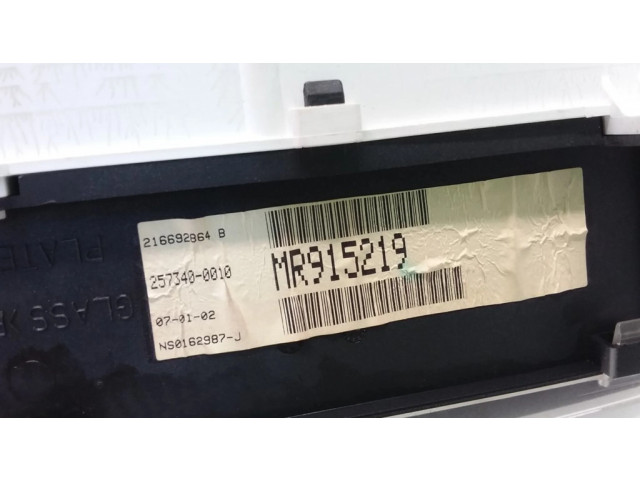 216692864 B
257340-0010
07-01-02
NS0162987-J
MR915219
PLATE
GLASS